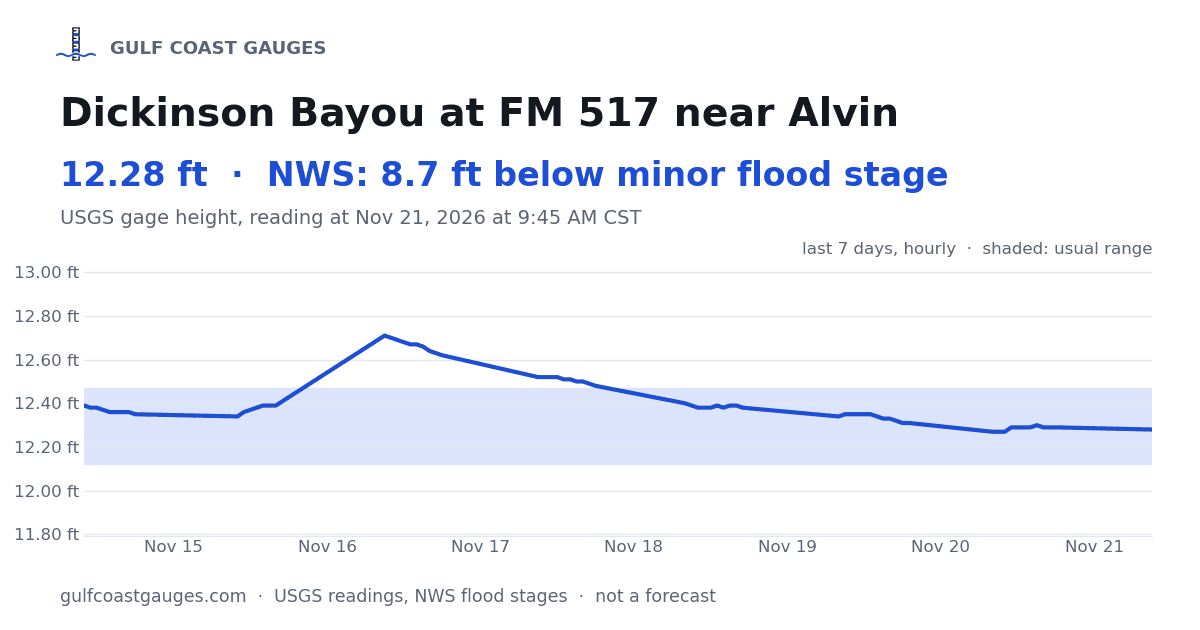 GULF COAST GAUGES
Dickinson Bayou at FM 517 near Alvin
12.28 ft · NWS: 8.7 ft below minor flood stage
USGS gage height, reading at Nov 21, 2026 at 9:45 AM CST
last 7 days, hourly · shaded: usual range
13.00 ft
12.80 ft
12.60 ft
12.40 ft
12.20 ft
12.00 ft
11.80 ft
Nov 15 Nov 16 Nov 17 Nov 18 Nov 19 Nov 20 Nov 21
gulfcoastgauges.com · USGS readings, NWS flood stages · not a forecast